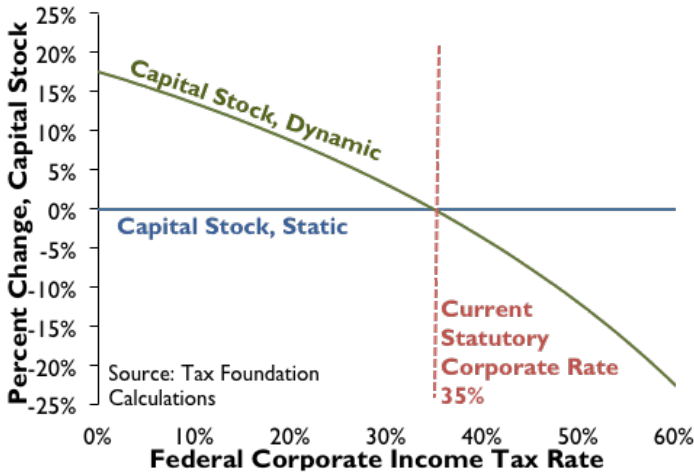 Percent Change, Capital Stock
25%
20%
15%
10%
5%
0%
-5%
-10%
-15%
-20%
-25%
Capital Stock, Dynamic
Capital Stock, Static
Current
Statutory
Corporate Rate
35%
Source: Tax Foundation
Calculations
0% 10% 20% 30% 40% 50% 60%
Federal Corporate Income Tax Rate